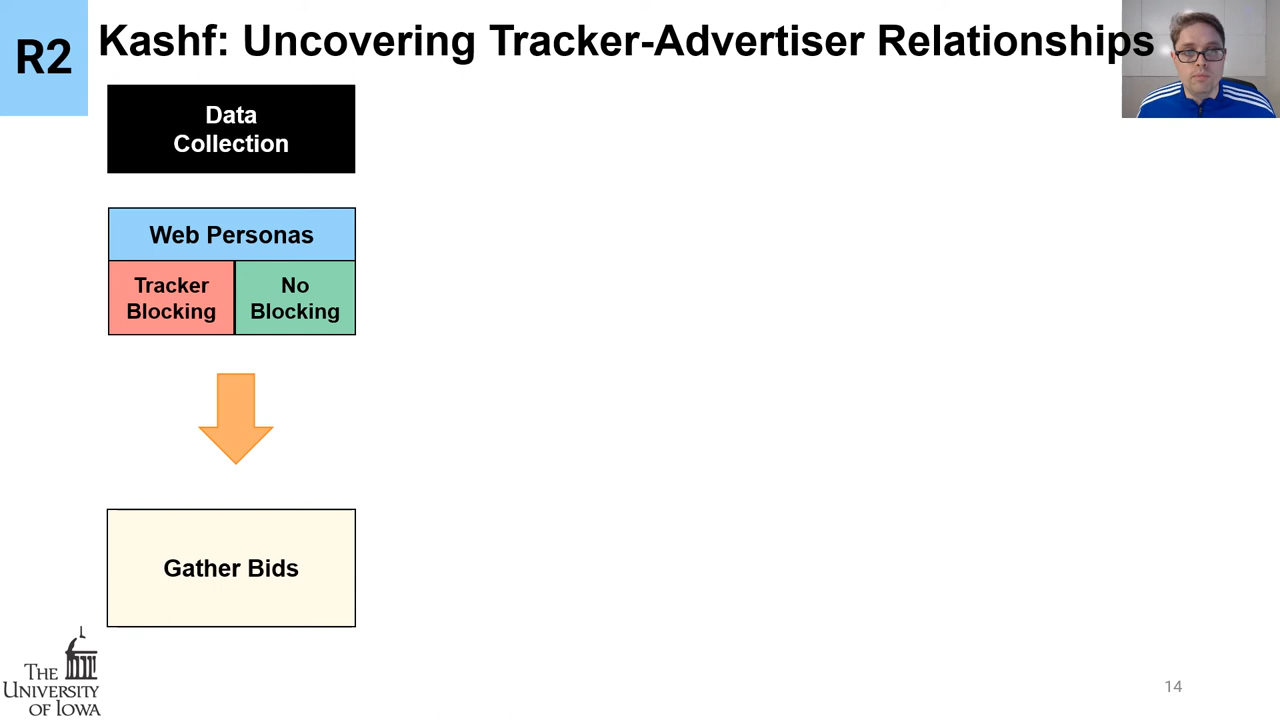 R2
Kashf: Uncovering Tracker-Advertiser Relationships
Data
Collection
Web Personas
Tracker
Blocking
No
Blocking
Gather Bids
THE
UNIVERSITY
OF IOWA
14